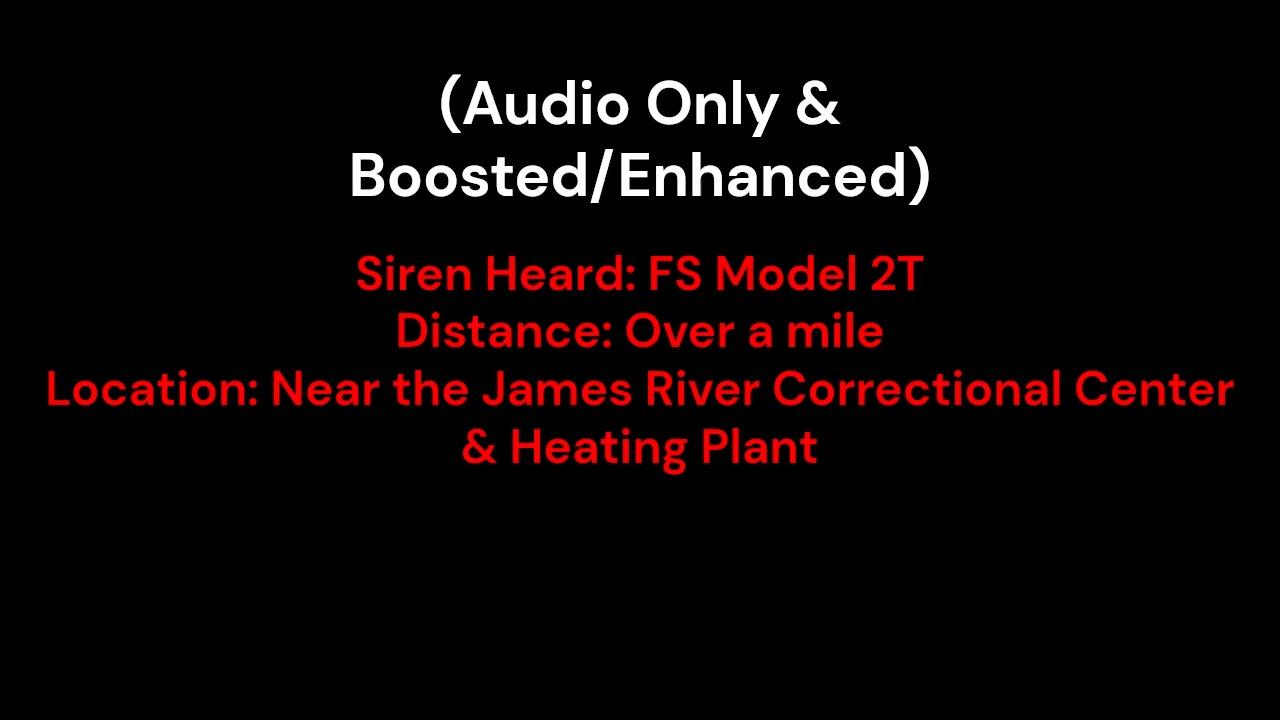 (Audio Only &
Boosted/Enhanced)
Siren Heard: FS Model 2T
Distance: Over a mile
Location: Near the James River Correctional Center
& Heating Plant